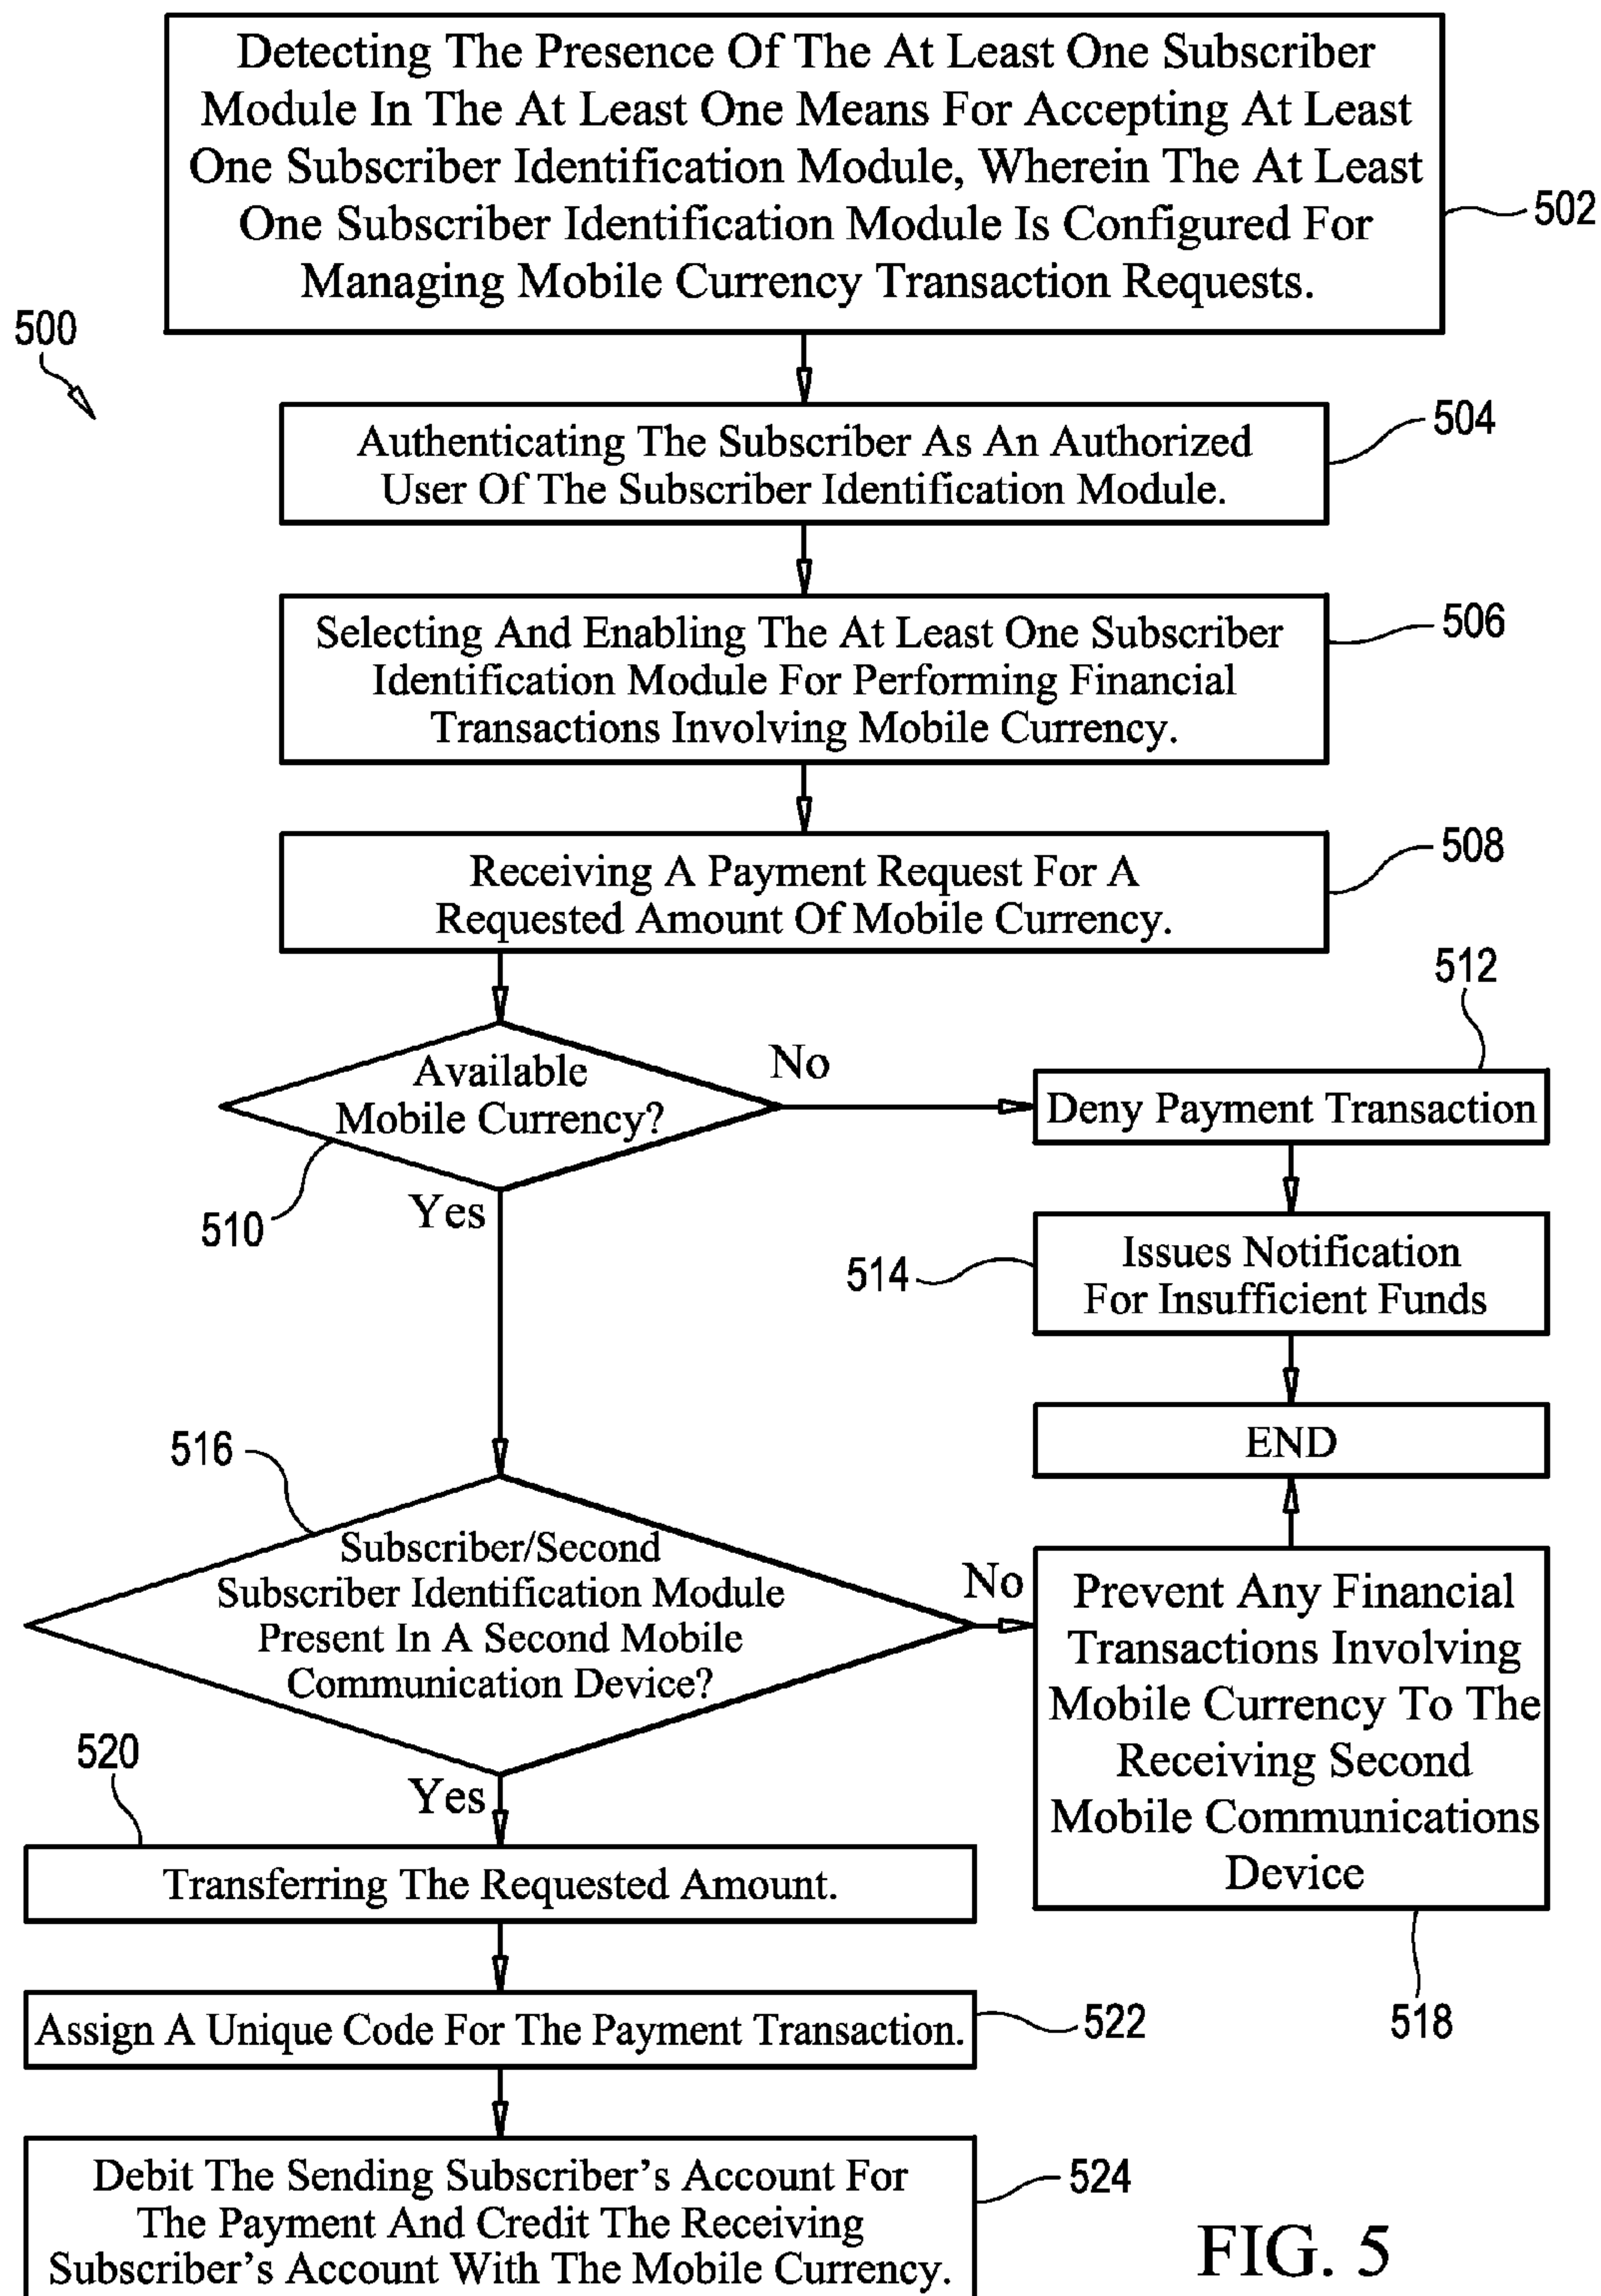 Detecting The Presence Of The At Least One Subscriber
Module In The At Least One Means For Accepting At Least
One Subscriber Identification Module, Wherein The At Least
One Subscriber Identification Module Is Configured For
Managing Mobile Currency Transaction Requests.
502
500
Authenticating The Subscriber As An Authorized
User Of The Subscriber Identification Module.
504
Selecting And Enabling The At Least One Subscriber
Identification Module For Performing Financial
Transactions Involving Mobile Currency.
506
Receiving A Payment Request For A
Requested Amount Of Mobile Currency.
508
Available
Mobile Currency?
510
No
Yes
512
Deny Payment Transaction
514
Issues Notification
For Insufficient Funds
END
516
Subscriber/Second
Subscriber Identification Module
Present In A Second Mobile
Communication Device?
No
Yes
Prevent Any Financial
Transactions Involving
Mobile Currency To The
Receiving Second
Mobile Communications
Device
518
520
Transferring The Requested Amount.
Assign A Unique Code For The Payment Transaction.
522
Debit The Sending Subscriber's Account For
The Payment And Credit The Receiving
Subscriber's Account With The Mobile Currency.
524
FIG. 5